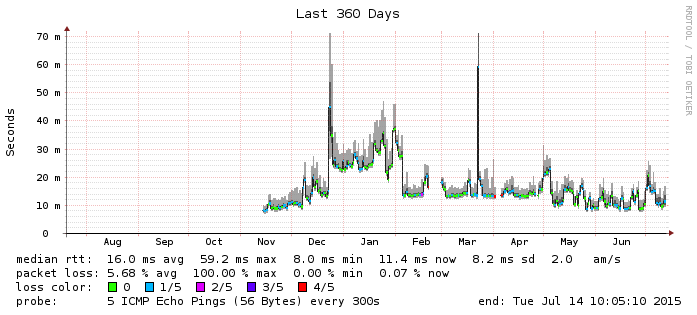 Last 360 Days
RRDTOOL / TOBI OETIKER
Seconds
70 m
60 m
50 m
40 m
30 m
20 m
10 m
0
Aug Sep Oct Nov Dec Jan Feb Mar Apr May Jun
median rtt: 16.0 ms avg 59.2 ms max 8.0 ms min 11.4 ms now 8.2 ms sd 2.0 am/s
packet loss: 5.68 % avg 100.00 % max 0.00 % min 0.07 % now
loss color: 0 1/5 2/5 3/5 4/5
probe: 5 ICMP Echo Pings (56 Bytes) every 300s end: Tue Jul 14 10:05:10 2015